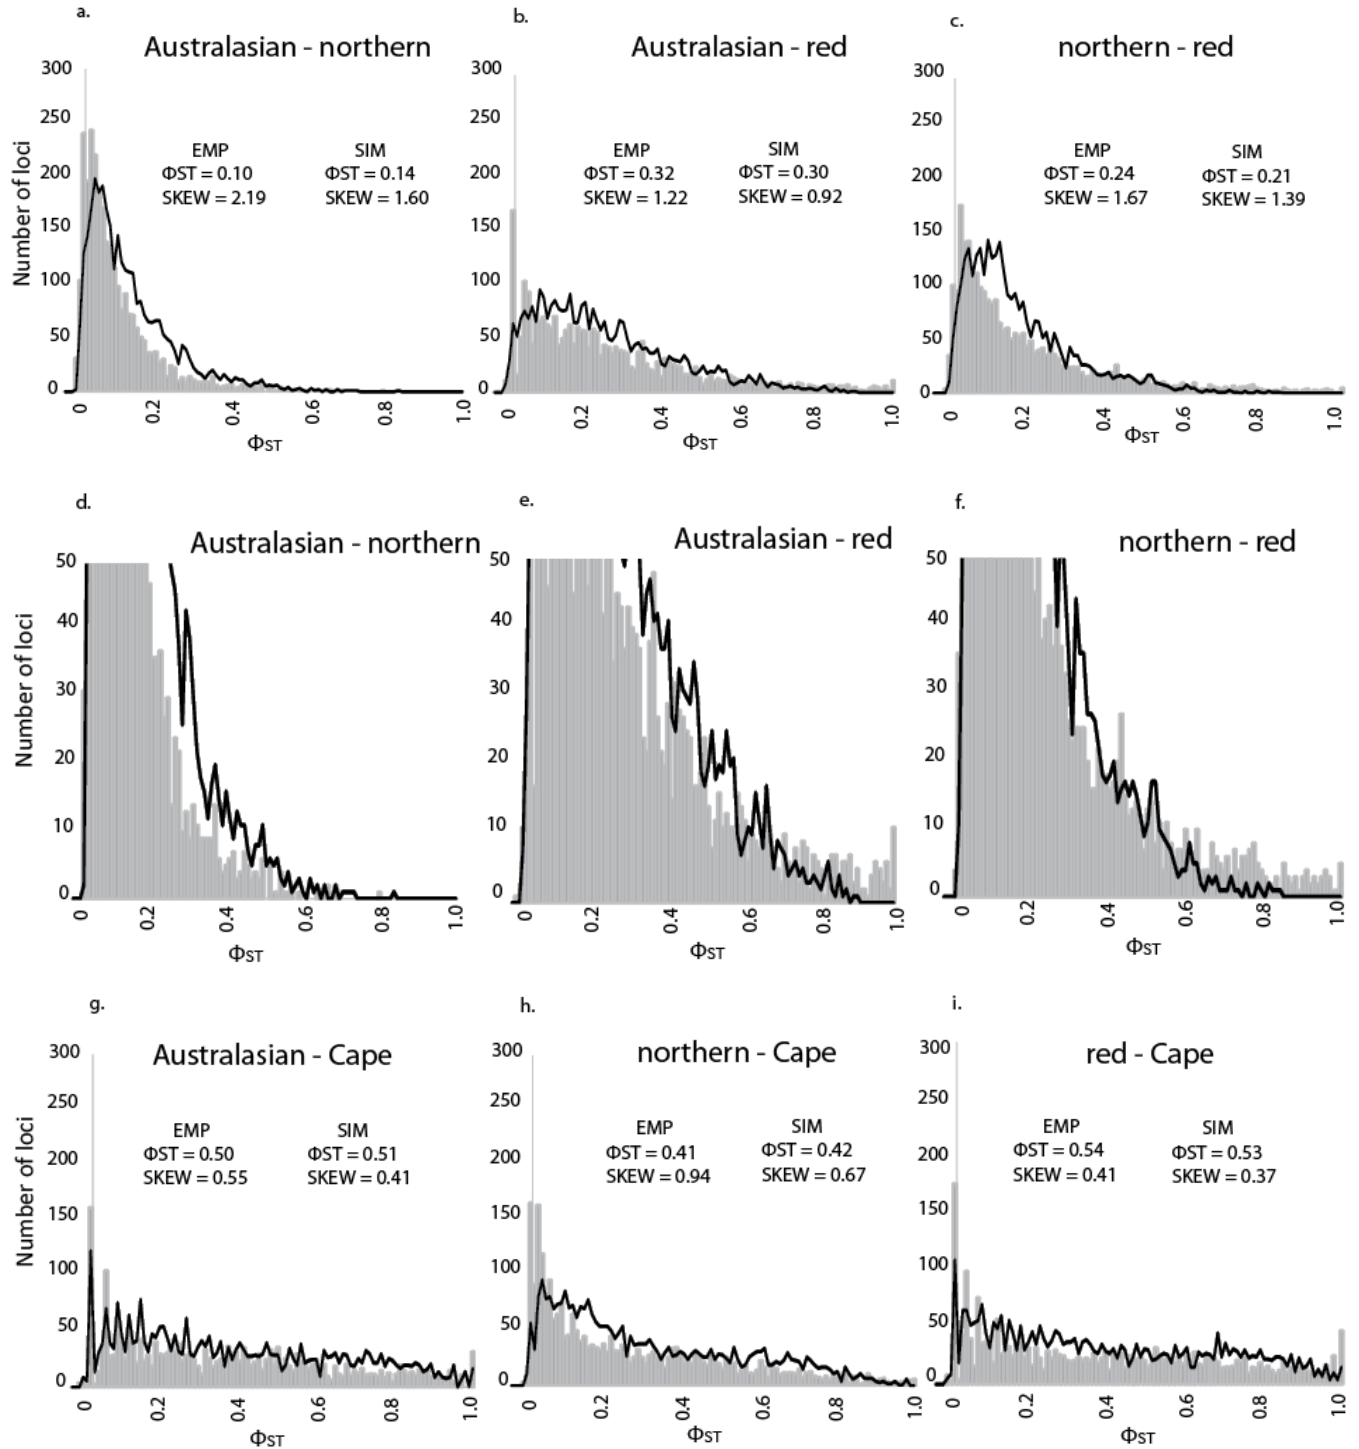 a.
Australasian - northern
300
250
200
150
100
50
0
Number of loci
EMP
ΦST = 0.10
SKEW = 2.19
SIM
ΦST = 0.14
SKEW = 1.60
0 0.2 0.4 0.6 0.8 1.0
ΦST
b.
Australasian - red
300
250
200
150
100
50
0
EMP
ΦST = 0.32
SKEW = 1.22
SIM
ΦST = 0.30
SKEW = 0.92
0 0.2 0.4 0.6 0.8 1.0
ΦST
c.
northern - red
300
250
200
150
100
50
0
EMP
ΦST = 0.24
SKEW = 1.67
SIM
ΦST = 0.21
SKEW = 1.39
0 0.2 0.4 0.6 0.8 1.0
ΦST
d.
Australasian - northern
50
40
30
20
10
0
Number of loci
0 0.2 0.4 0.6 0.8 1.0
ΦST
e.
Australasian - red
50
40
30
20
10
0
0 0.2 0.4 0.6 0.8 1.0
ΦST
f.
northern - red
50
40
30
20
10
0
0 0.2 0.4 0.6 0.8 1.0
ΦST
g.
Australasian - Cape
300
250
200
150
100
50
0
Number of loci
EMP
ΦST = 0.50
SKEW = 0.55
SIM
ΦST = 0.51
SKEW = 0.41
0 0.2 0.4 0.6 0.8 1.0
ΦST
h.
northern - Cape
300
250
200
150
100
50
0
EMP
ΦST = 0.41
SKEW = 0.94
SIM
ΦST = 0.42
SKEW = 0.67
0 0.2 0.4 0.6 0.8 1.0
ΦST
i.
red - Cape
300
250
200
150
100
50
0
EMP
ΦST = 0.54
SKEW = 0.41
SIM
ΦST = 0.53
SKEW = 0.37
0 0.2 0.4 0.6 0.8 1.0
ΦST